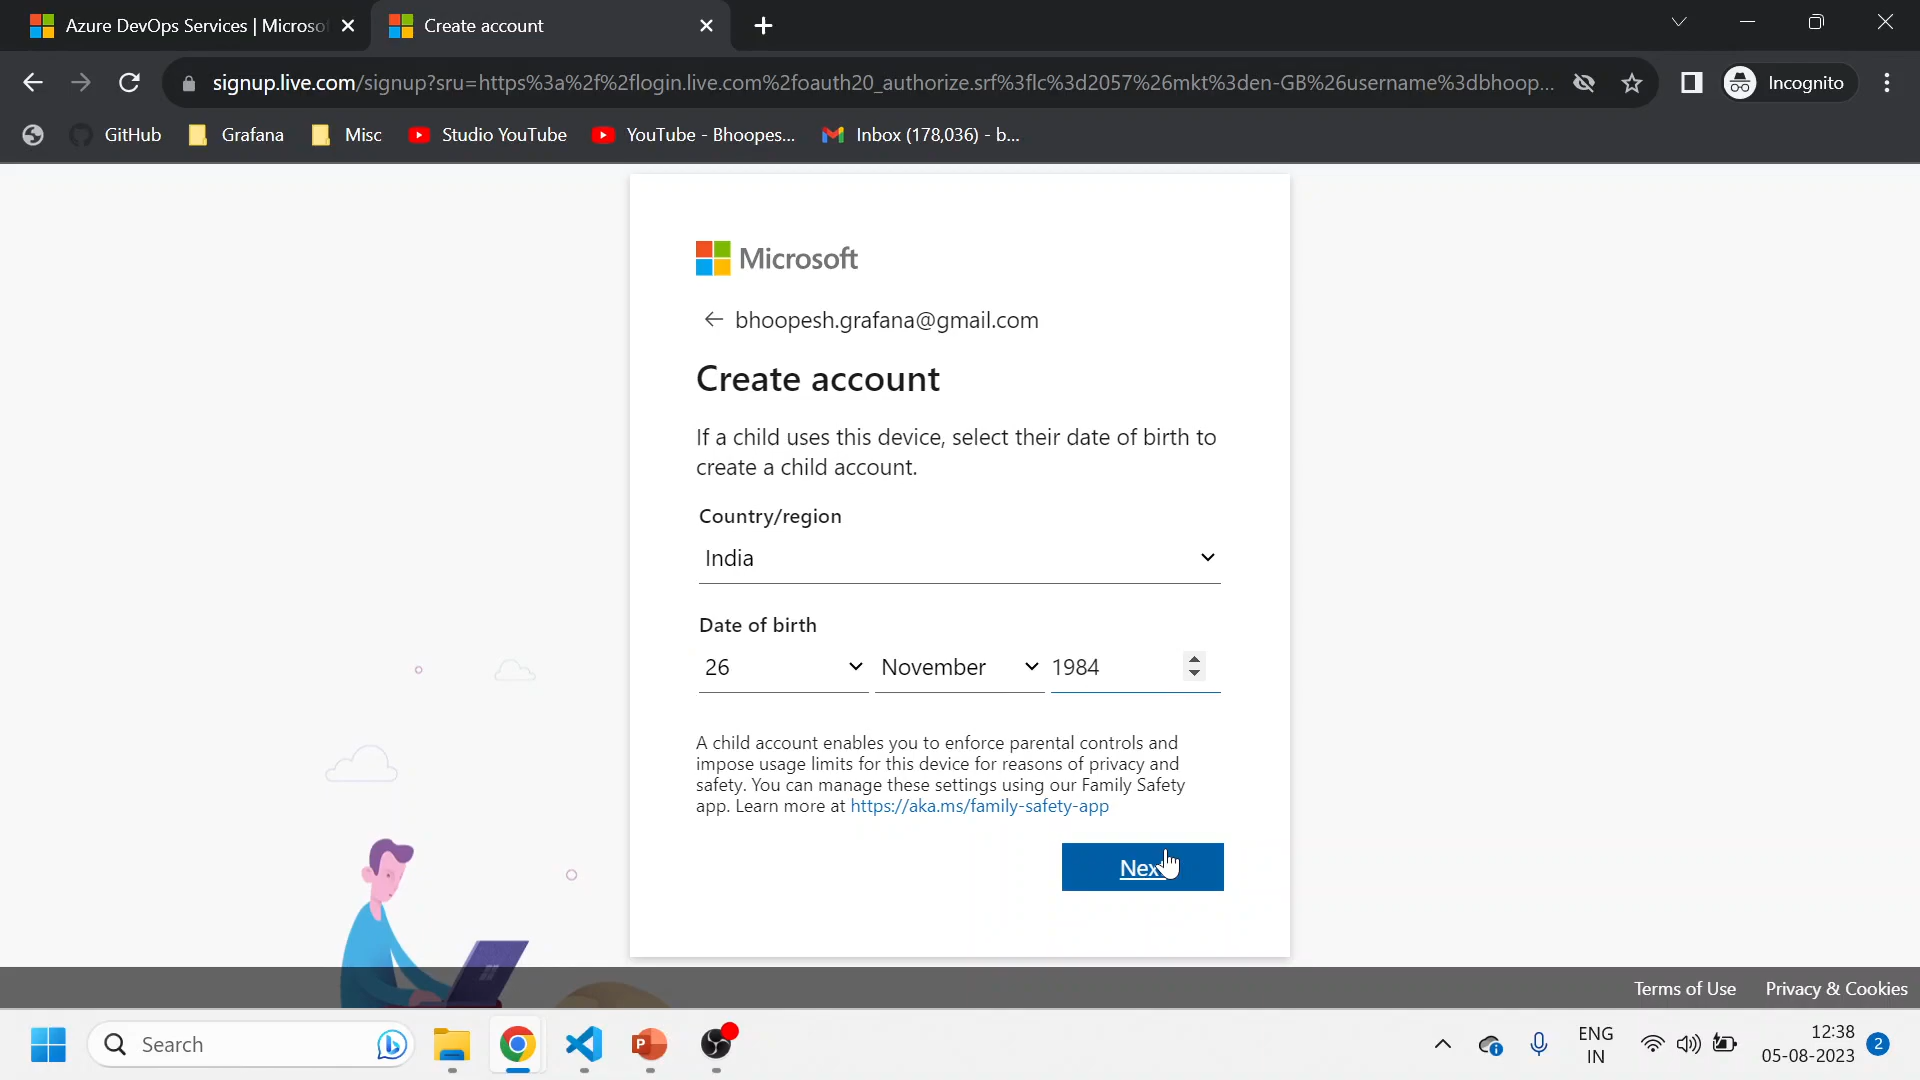 Azure DevOps Services | Microso
Create account
signup.live.com/signup?sru=https%3a%2f%2flogin.live.com%2foauth20_authorize.srf%3flc%3d2057%26mkt%3den-GB%26username%3dbhoop...
Incognito
GitHub
Grafana
Misc
Studio YouTube
YouTube - Bhoopes...
Inbox (178,036) - b...
Microsoft
bhoopesh.grafana@gmail.com
Create account
If a child uses this device, select their date of birth to
create a child account.
Country/region
India
Date of birth
26 November 1984
A child account enables you to enforce parental controls and
impose usage limits for this device for reasons of privacy and
safety. You can manage these settings using our Family Safety
app. Learn more at https://aka.ms/family-safety-app
Next
Terms of Use Privacy & Cookies
Search
ENG
IN
12:38
05-08-2023
2